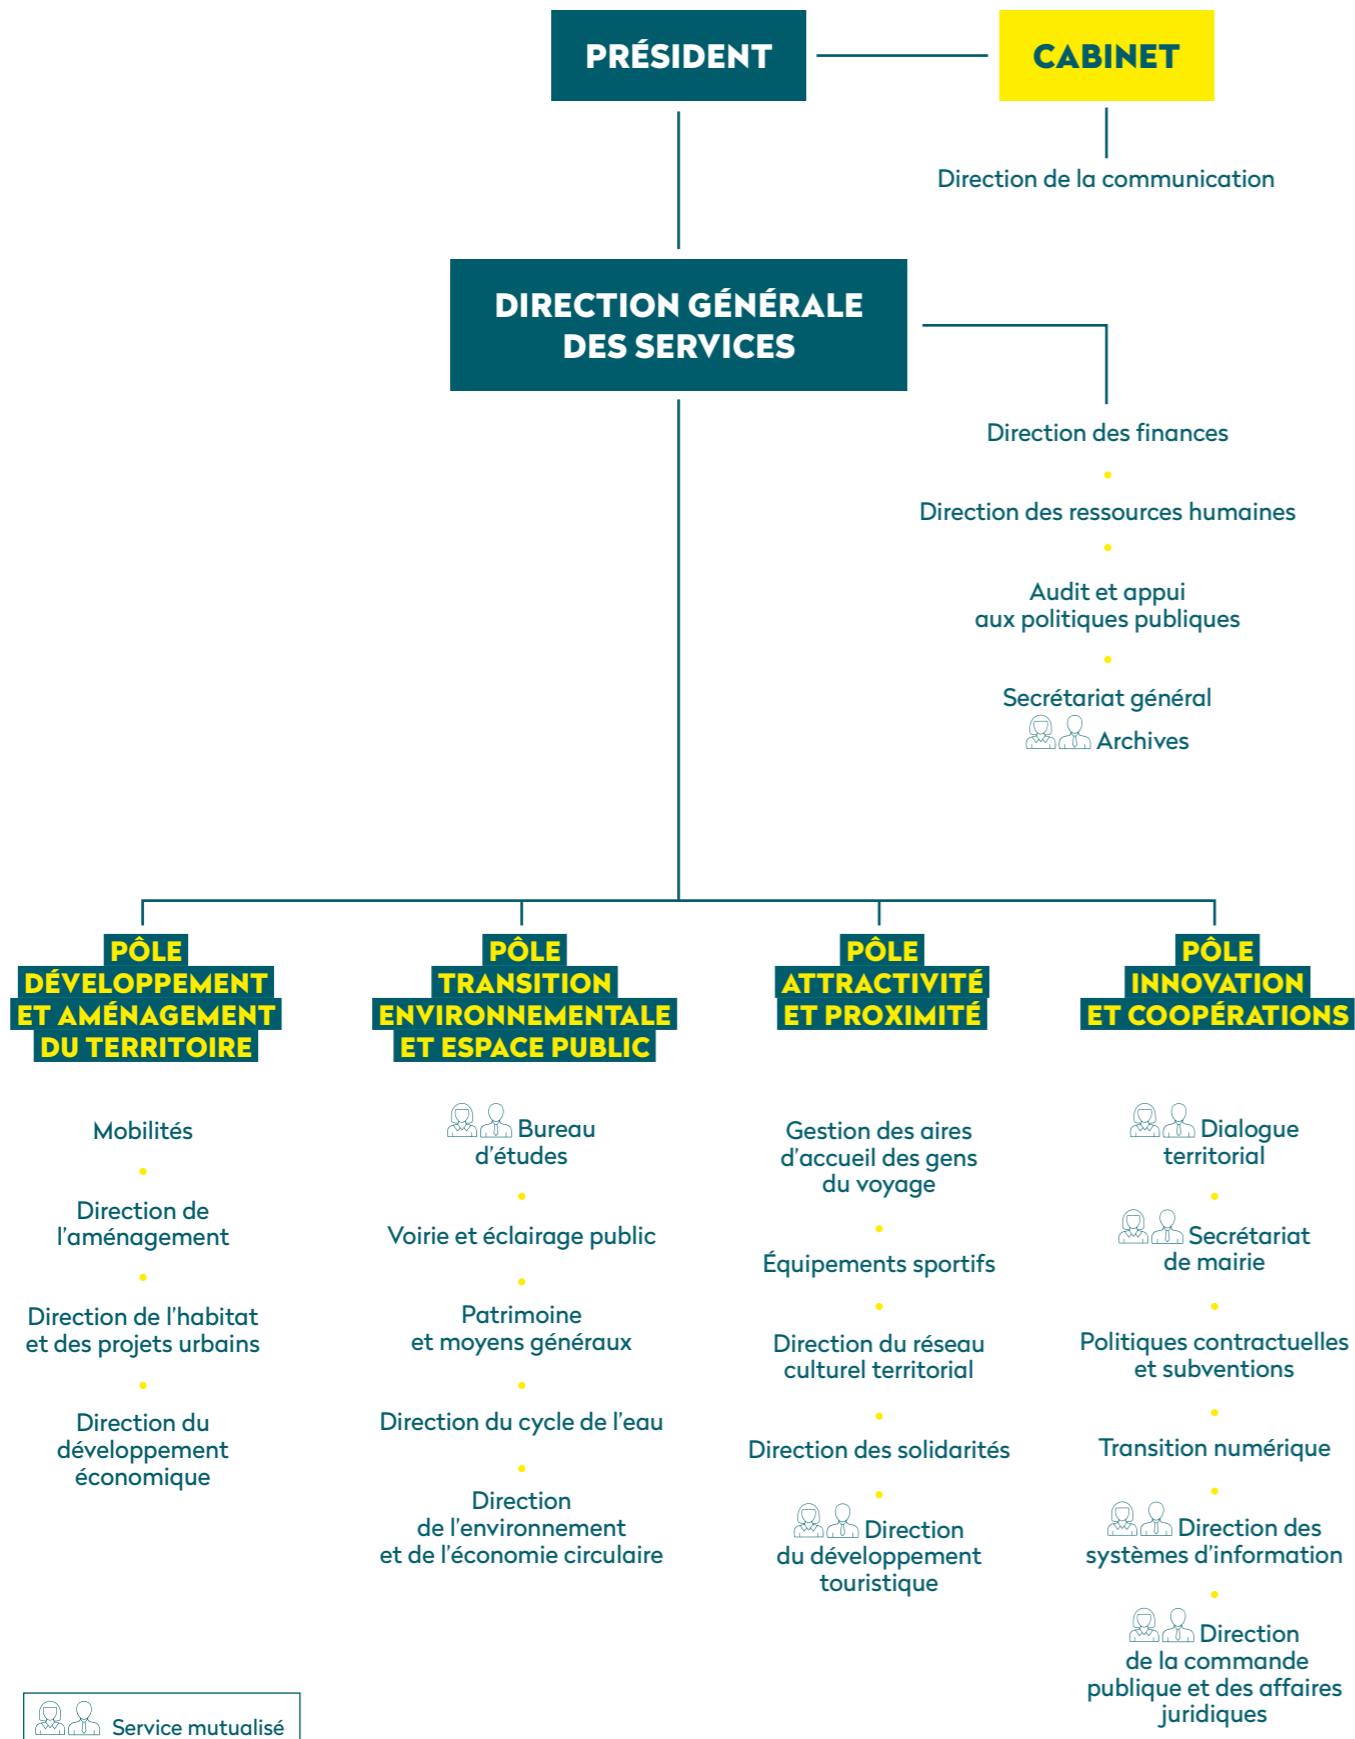 PRÉSIDENT
CABINET
Direction de la communication
DIRECTION GÉNÉRALE
DES SERVICES
Direction des finances
Direction des ressources humaines
Audit et appui
aux politiques publiques
Secrétariat général
Archives
PÔLE
DÉVELOPPEMENT
ET AMÉNAGEMENT
DU TERRITOIRE
Mobilités
Direction de
l'aménagement
Direction de l'habitat
et des projets urbains
Direction du
développement
économique
PÔLE
TRANSITION
ENVIRONNEMENTALE
ET ESPACE PUBLIC
Bureau
d'études
Voirie et éclairage public
Patrimoine
et moyens généraux
Direction du cycle de l'eau
Direction
de l'environnement
et de l'économie circulaire
PÔLE
ATTRACTIVITÉ
ET PROXIMITÉ
Gestion des aires
d'accueil des gens
du voyage
Équipements sportifs
Direction du réseau
culturel territorial
Direction des solidarités
Direction
du développement
touristique
PÔLE
INNOVATION
ET COOPÉRATIONS
Dialogue
territorial
Secrétariat
de mairie
Politiques contractuelles
et subventions
Transition numérique
Direction des
systèmes d'information
Direction
de la commande
publique et des affaires
juridiques
Service mutualisé